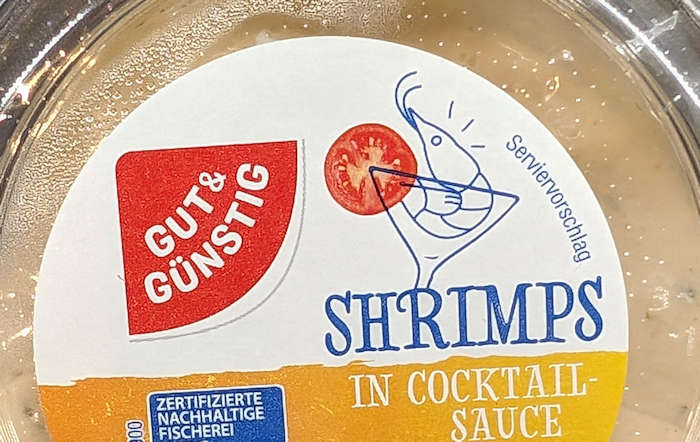 GUT&
GÜNSTIG
Serviervorschlag
SHRIMPS
IN COCKTAIL-
SAUCE
ZERTIFIZIERTE
NACHHALTIGE
FISCHEREI